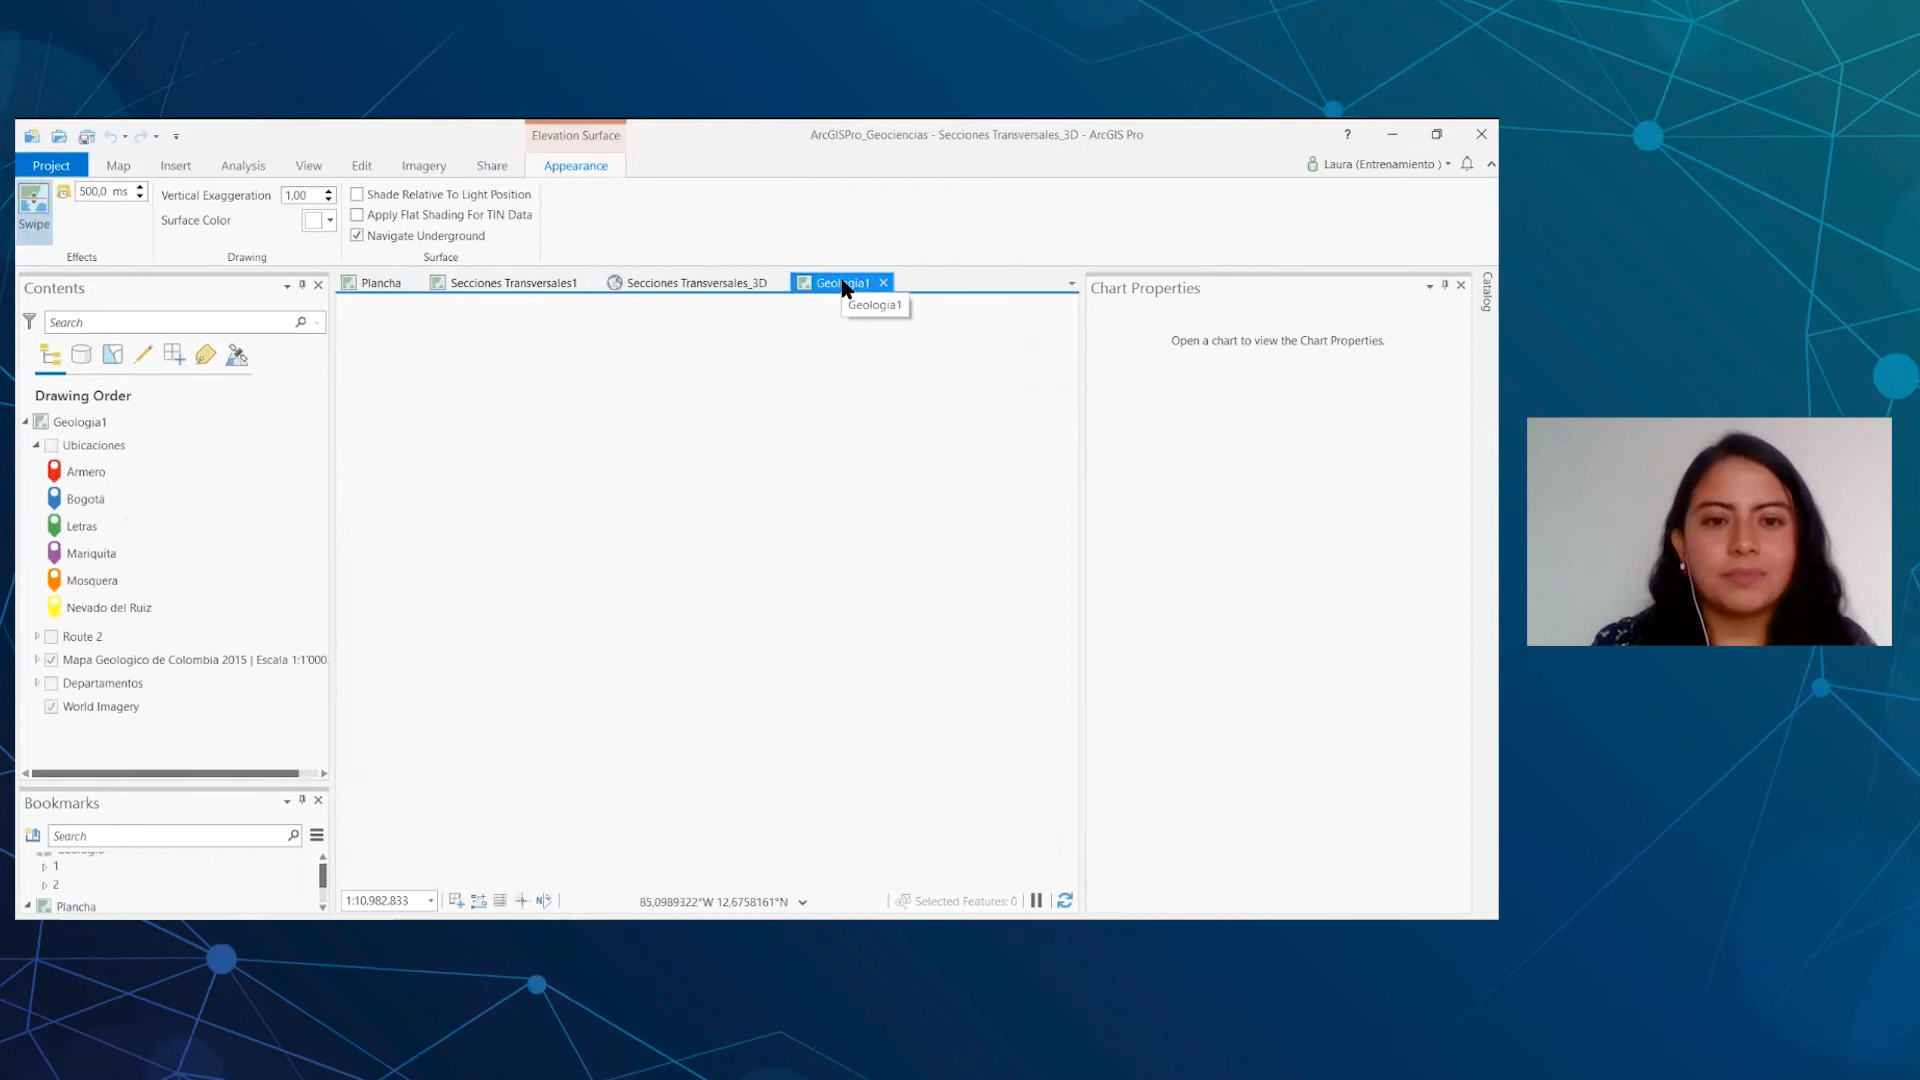 Elevation Surface
ArcGISPro_Geociencias - Secciones Transversales_3D - ArcGIS Pro
?
Project
Map
Insert
Analysis
View
Edit
Imagery
Share
Appearance
Laura (Entrenamiento )
Swipe
500,0 ms
Vertical Exaggeration
1,00
Surface Color
Shade Relative To Light Position
Apply Flat Shading For TIN Data
Navigate Underground
Effects
Drawing
Surface
Contents
Search
Drawing Order
Geologia1
Ubicaciones
Armero
Bogotá
Letras
Mariquita
Mosquera
Nevado del Ruiz
Route 2
Mapa Geologico de Colombia 2015 | Escala 1:1'000.
Departamentos
World Imagery
Bookmarks
Search
1
2
Plancha
Plancha
Secciones Transversales1
Secciones Transversales_3D
Geologia1
Geologia1
1:10.982.833
85,0989322°W 12,6758161°N
Selected Features: 0
Chart Properties
Open a chart to view the Chart Properties.
Catalog